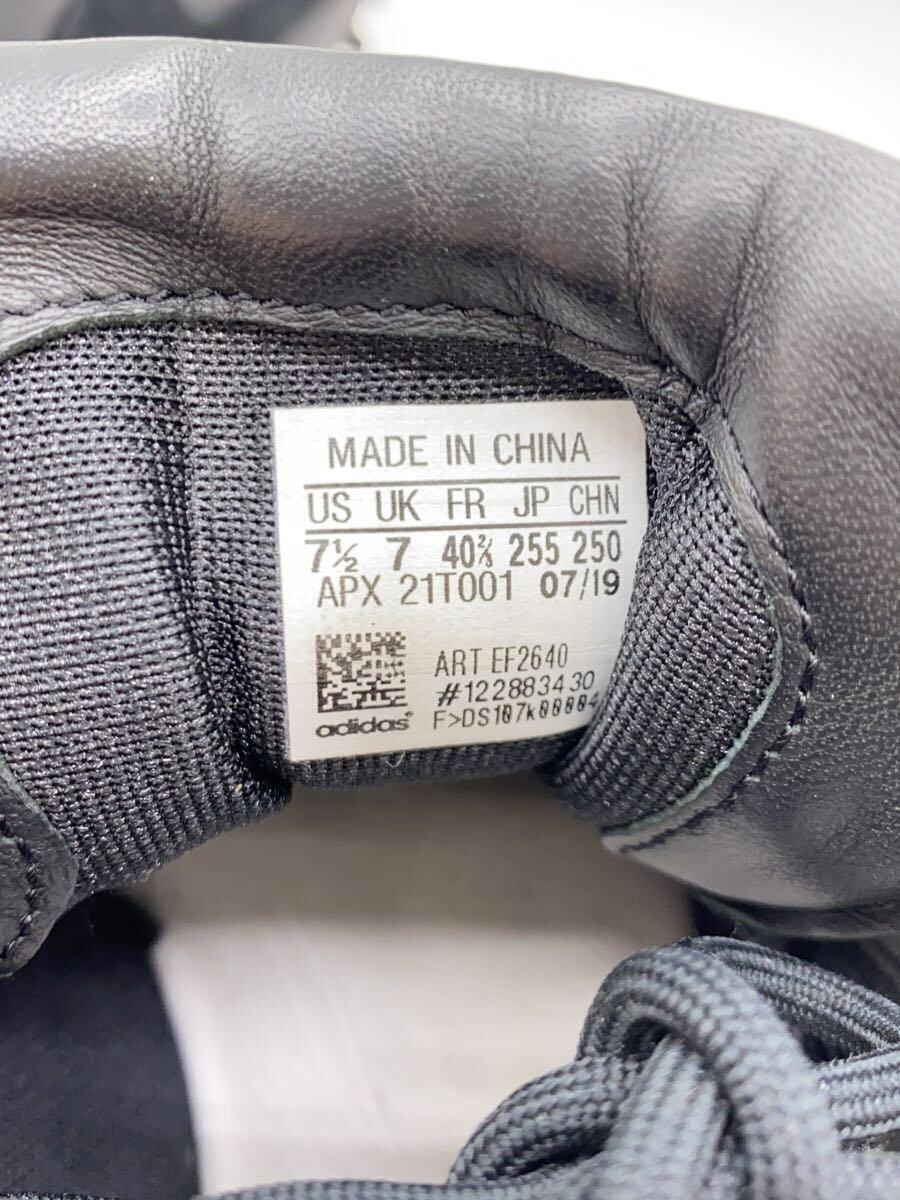 MADE IN CHINA
US UK FR JP CHN
7½ 7 40⅔ 255 250
APX 21T001 07/19
ART EF2640
#122883430
adidas F>DS107k00004